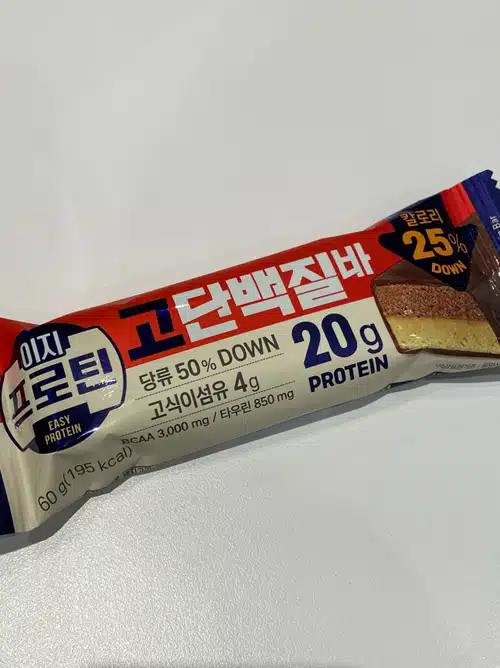 이지
프로틴
EASY
PROTEIN
고단백질바
당류 50% DOWN
고식이섬유 4g
BCAA 3,000 mg / 타우린 850 mg
60 g(195 kcal)
20g
PROTEIN
칼로리
25%
DOWN
Bar